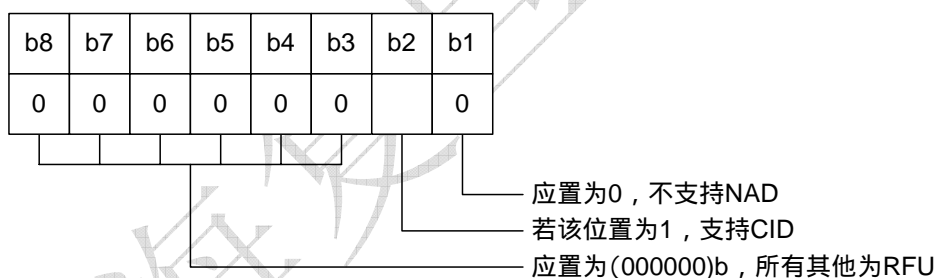 b8 b7 b6 b5 b4 b3 b2 b1
0 0 0 0 0 0 0
应置为0，不支持NAD
若该位置为1，支持CID
应置为(000000)b，所有其他为RFU